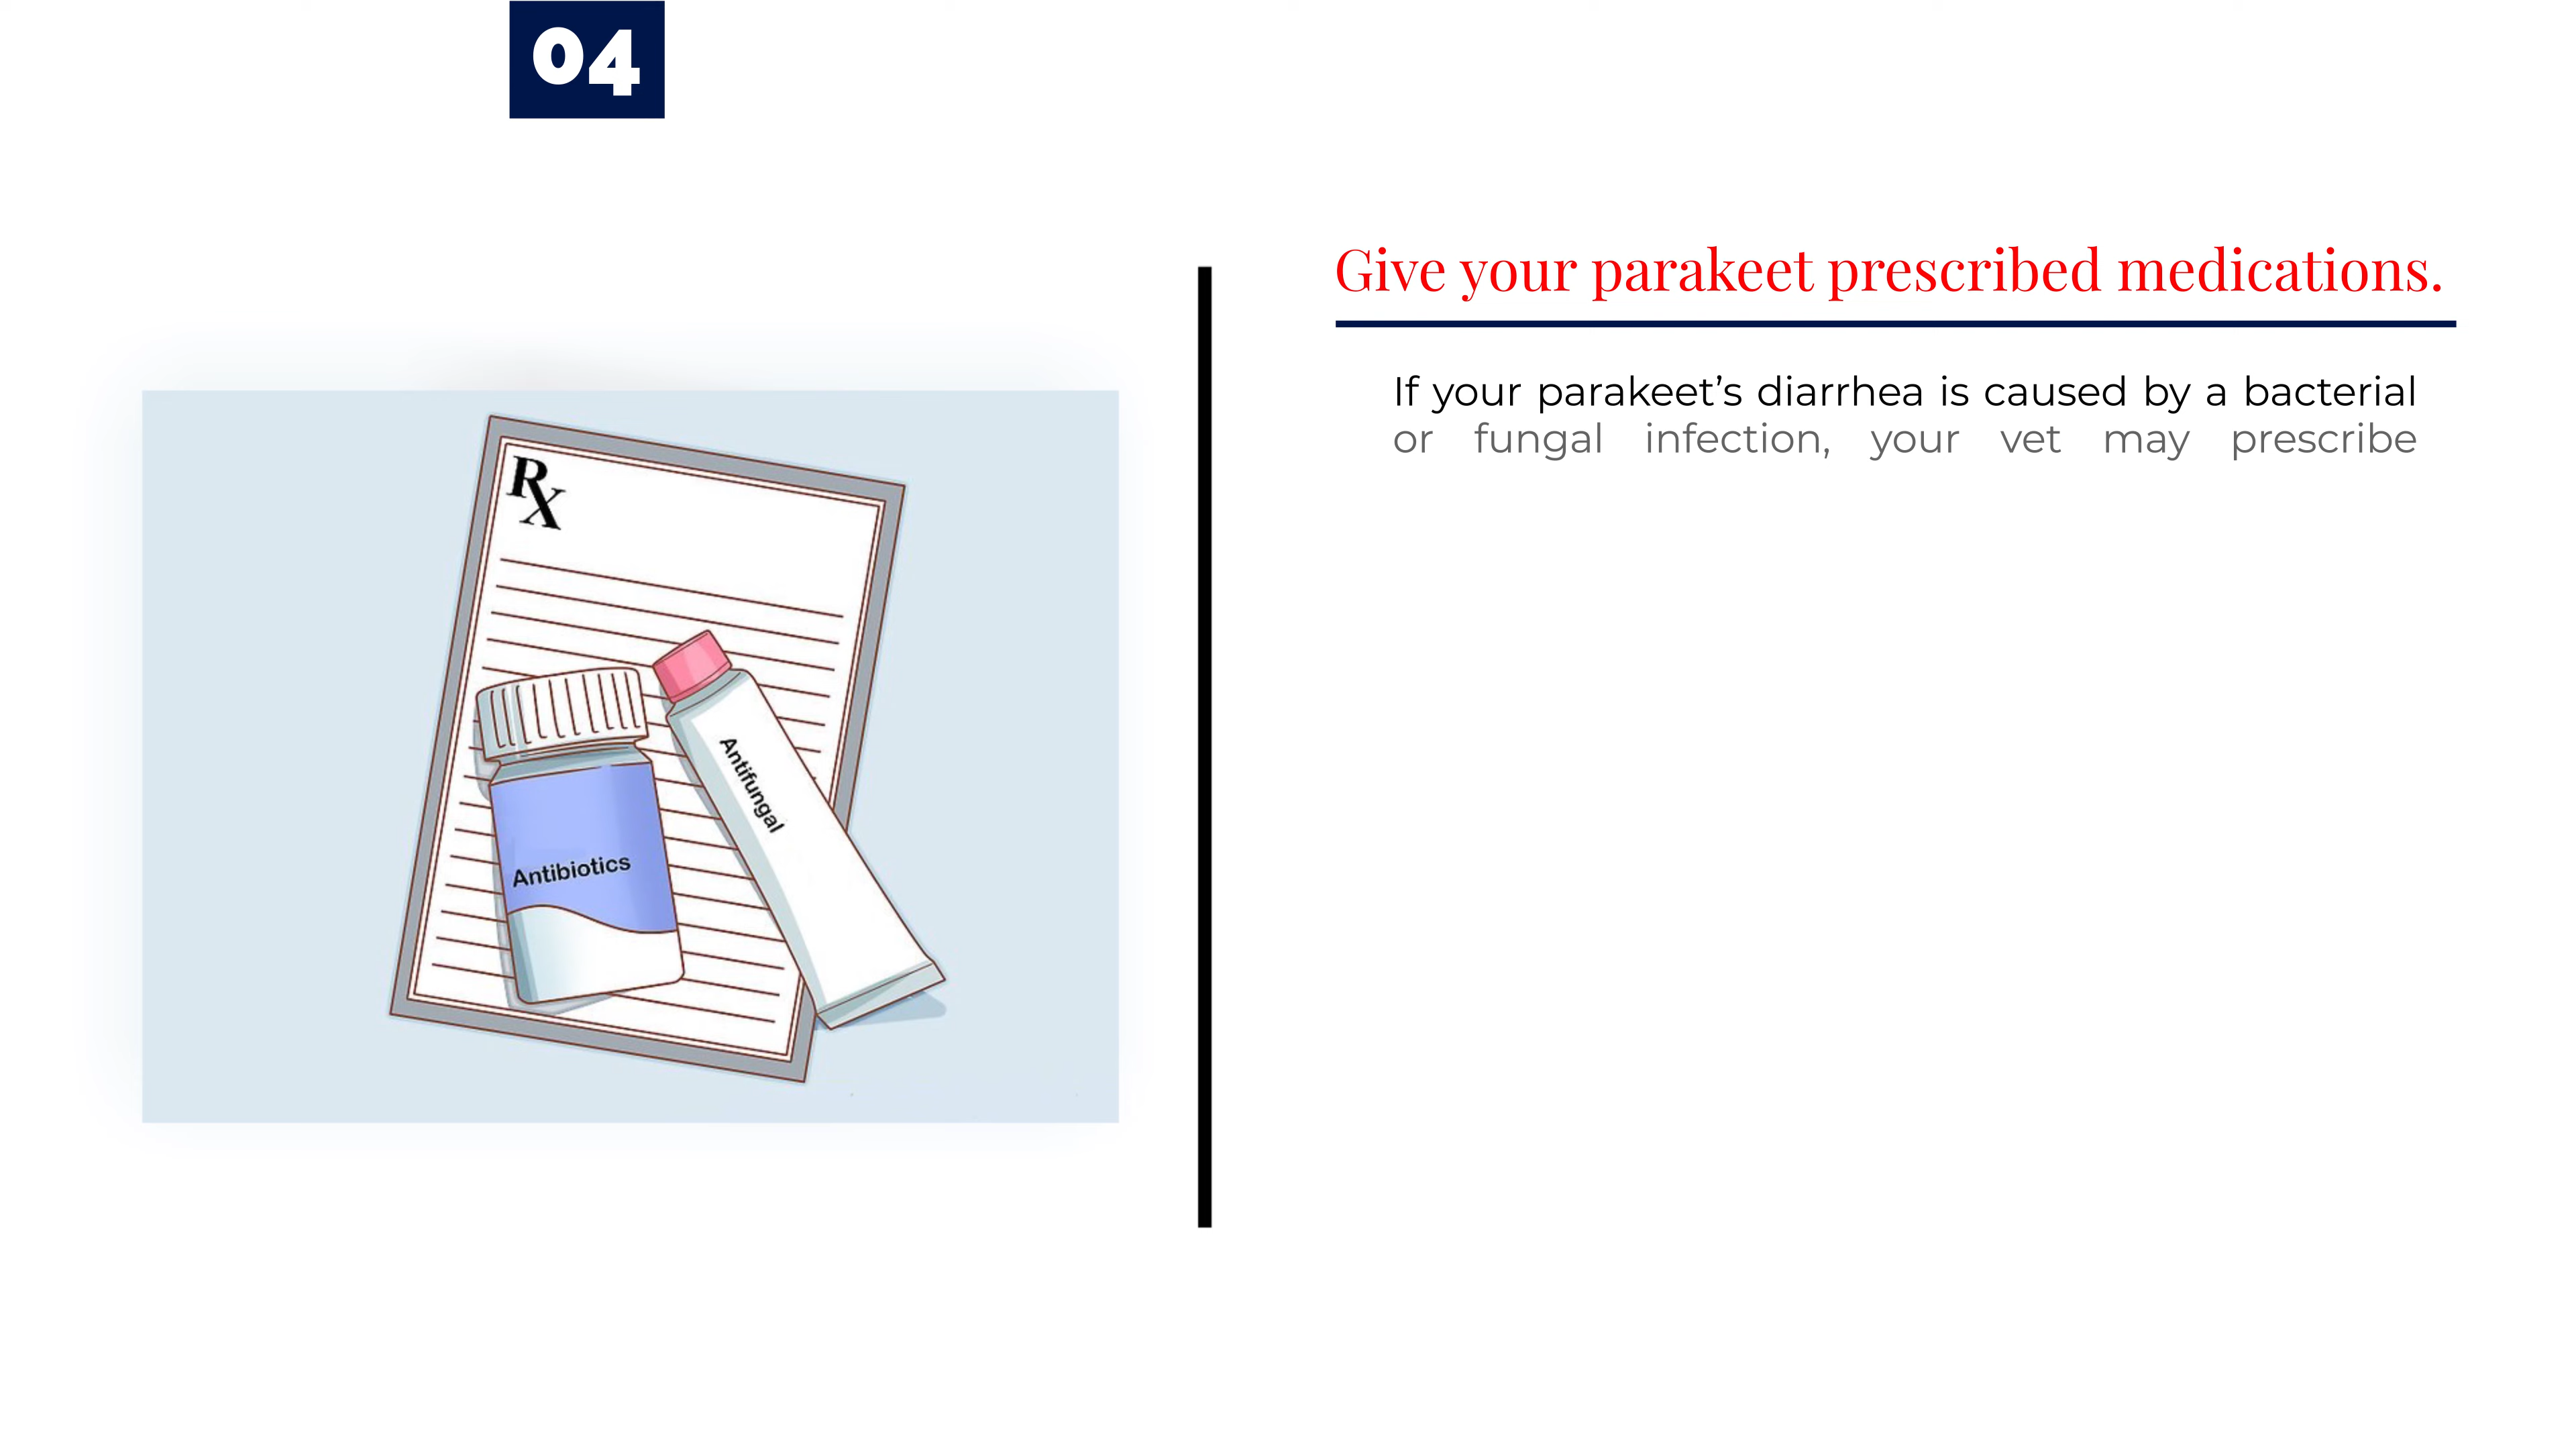 04
Give your parakeet prescribed medications.
If your parakeet’s diarrhea is caused by a bacterial
or fungal infection, your vet may prescribe
Rx
Antifungal
Antibiotics